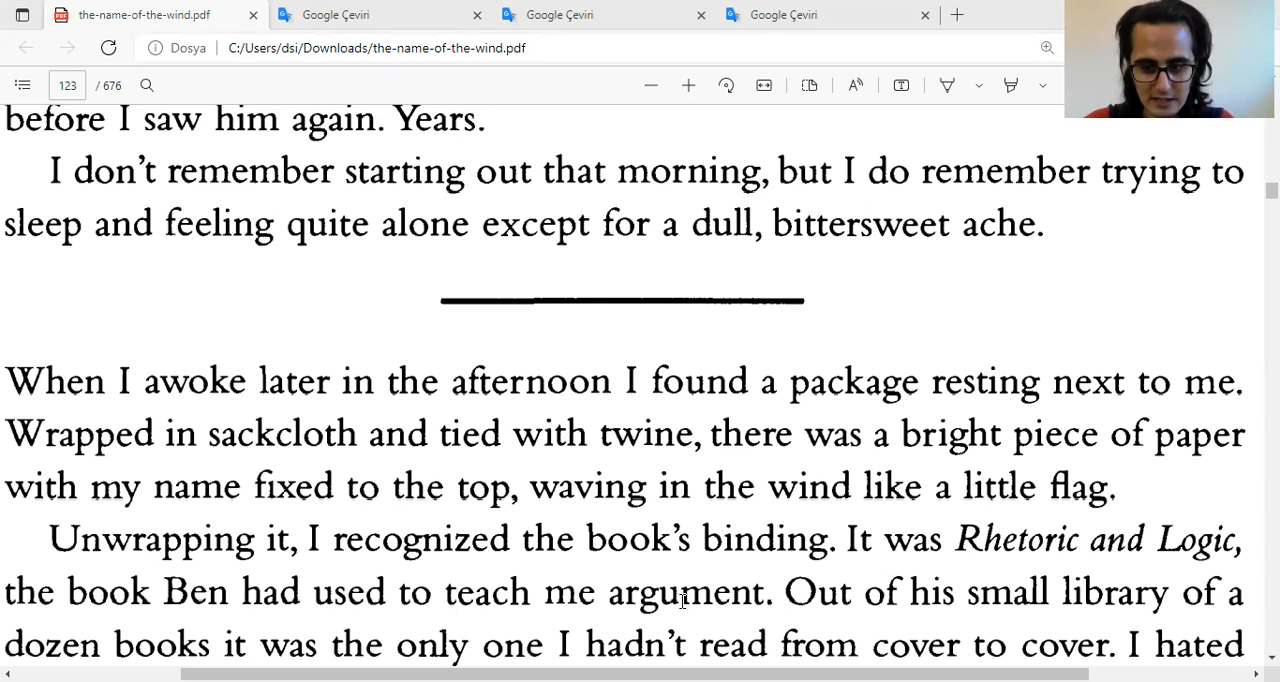 the-name-of-the-wind.pdf
Google Çeviri
Google Çeviri
Google Çeviri
Dosya
C:/Users/dsi/Downloads/the-name-of-the-wind.pdf
123 / 676
before I saw him again. Years.
I don't remember starting out that morning, but I do remember trying to
sleep and feeling quite alone except for a dull, bittersweet ache.
When I awoke later in the afternoon I found a package resting next to me.
Wrapped in sackcloth and tied with twine, there was a bright piece of paper
with my name fixed to the top, waving in the wind like a little flag.
Unwrapping it, I recognized the book's binding. It was Rhetoric and Logic,
the book Ben had used to teach me argument. Out of his small library of a
dozen books it was the only one I hadn't read from cover to cover. I hated